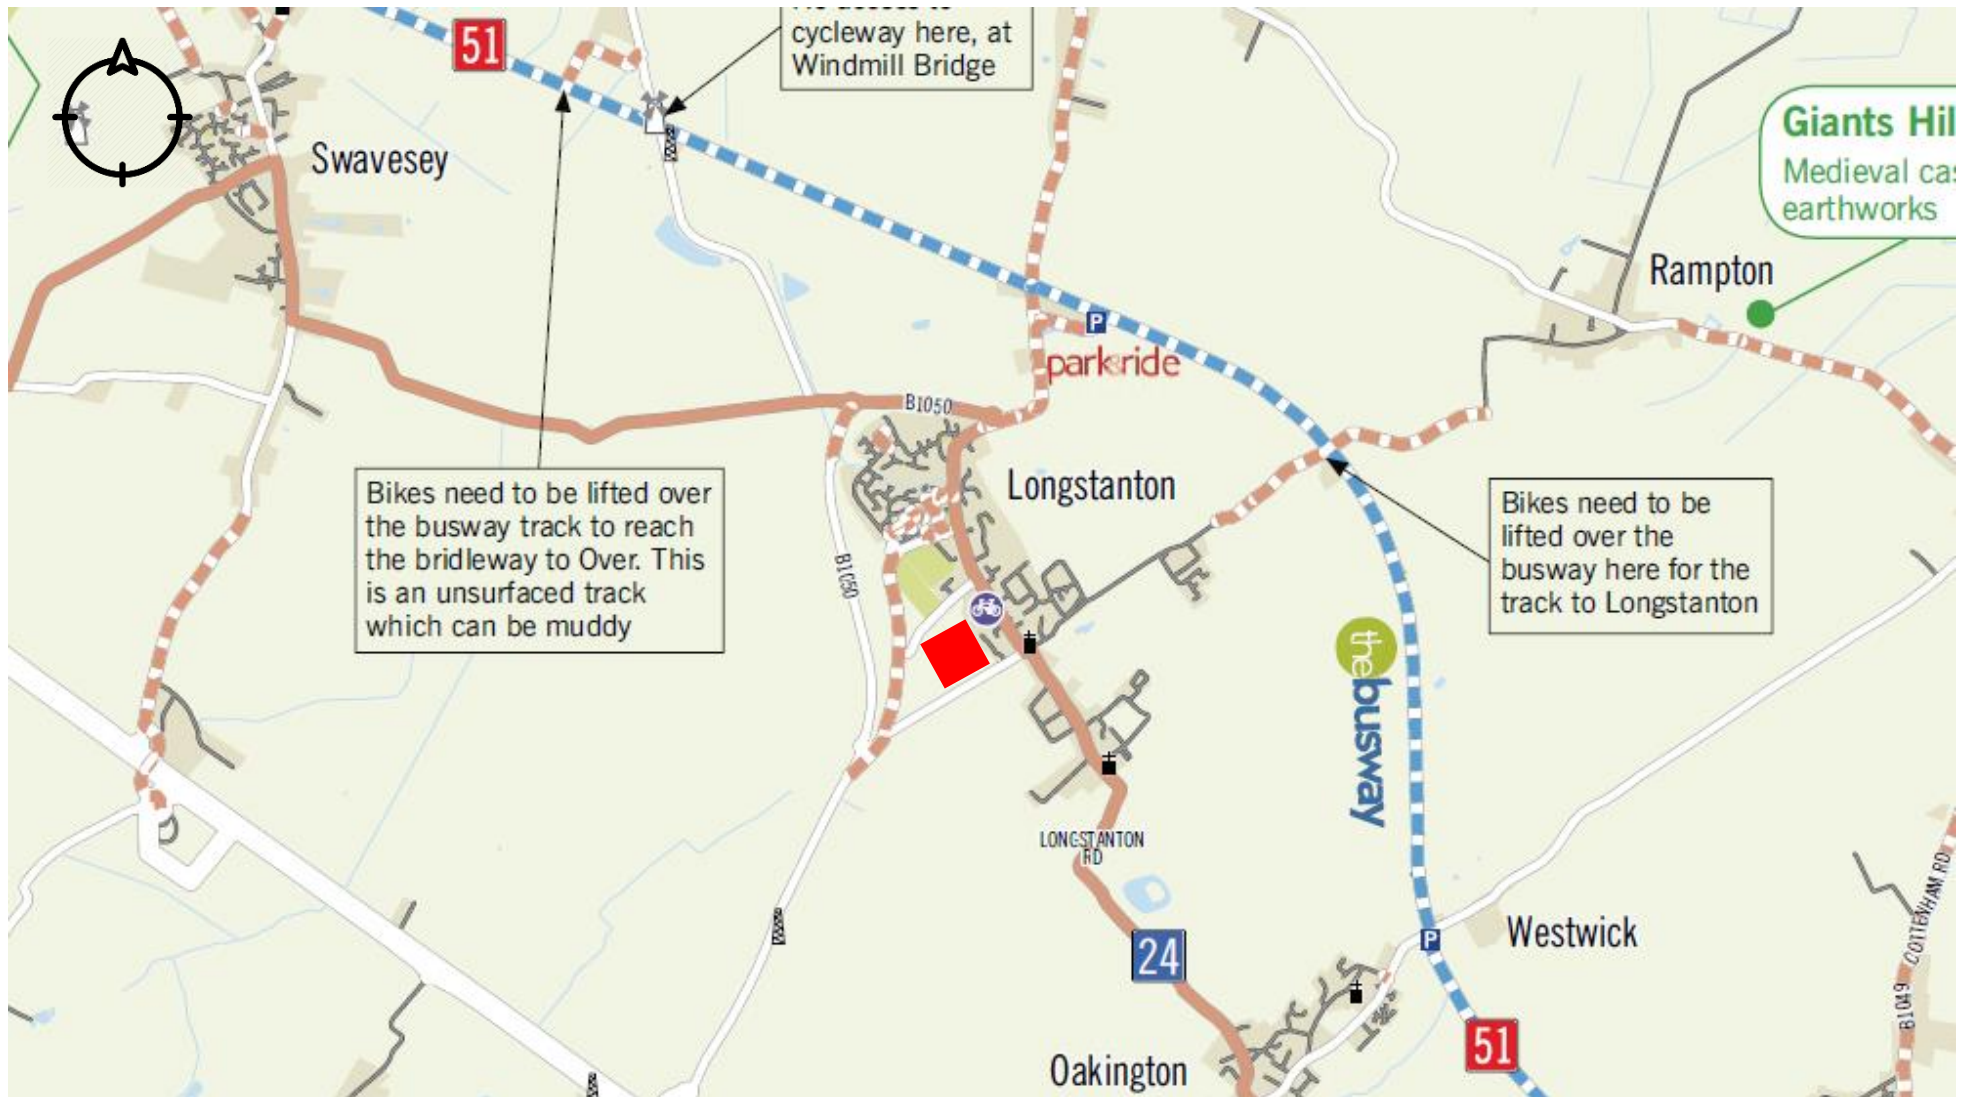 51
cycleway here, at
Windmill Bridge
Swavesey
Giants Hil
Medieval cas
earthworks
Rampton
P
park&ride
B1050
Longstanton
Bikes need to be lifted over
the busway track to reach
the bridleway to Over. This
is an unsurfaced track
which can be muddy
B1050
Bikes need to be
lifted over the
busway here for the
track to Longstanton
thebusway
LONGSTANTON
RD
COTTENHAM RD
24
P
Westwick
B1049
51
Oakington